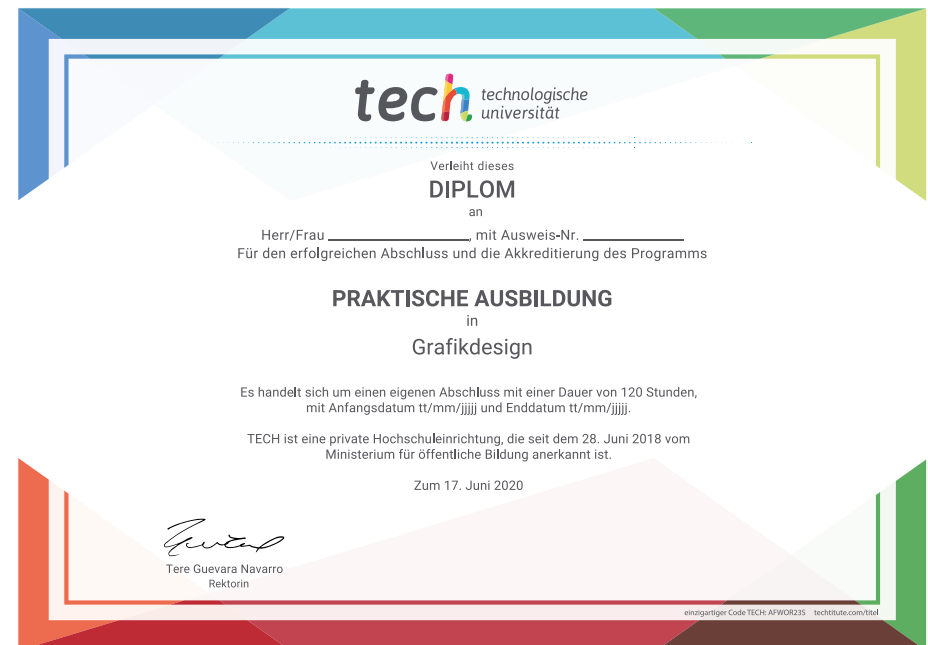 tech technologische
universität
Verleiht dieses
DIPLOM
an
Herr/Frau ____________________, mit Ausweis-Nr. ______________
Für den erfolgreichen Abschluss und die Akkreditierung des Programms
PRAKTISCHE AUSBILDUNG
in
Grafikdesign
Es handelt sich um einen eigenen Abschluss mit einer Dauer von 120 Stunden,
mit Anfangsdatum tt/mm/jjjjj und Enddatum tt/mm/jjjjj.
TECH ist eine private Hochschuleinrichtung, die seit dem 28. Juni 2018 vom
Ministerium für öffentliche Bildung anerkannt ist.
Zum 17. Juni 2020
Tere Guevara Navarro
Rektorin
einzigartiger Code TECH: AFWOR23S techtitute.com/titel